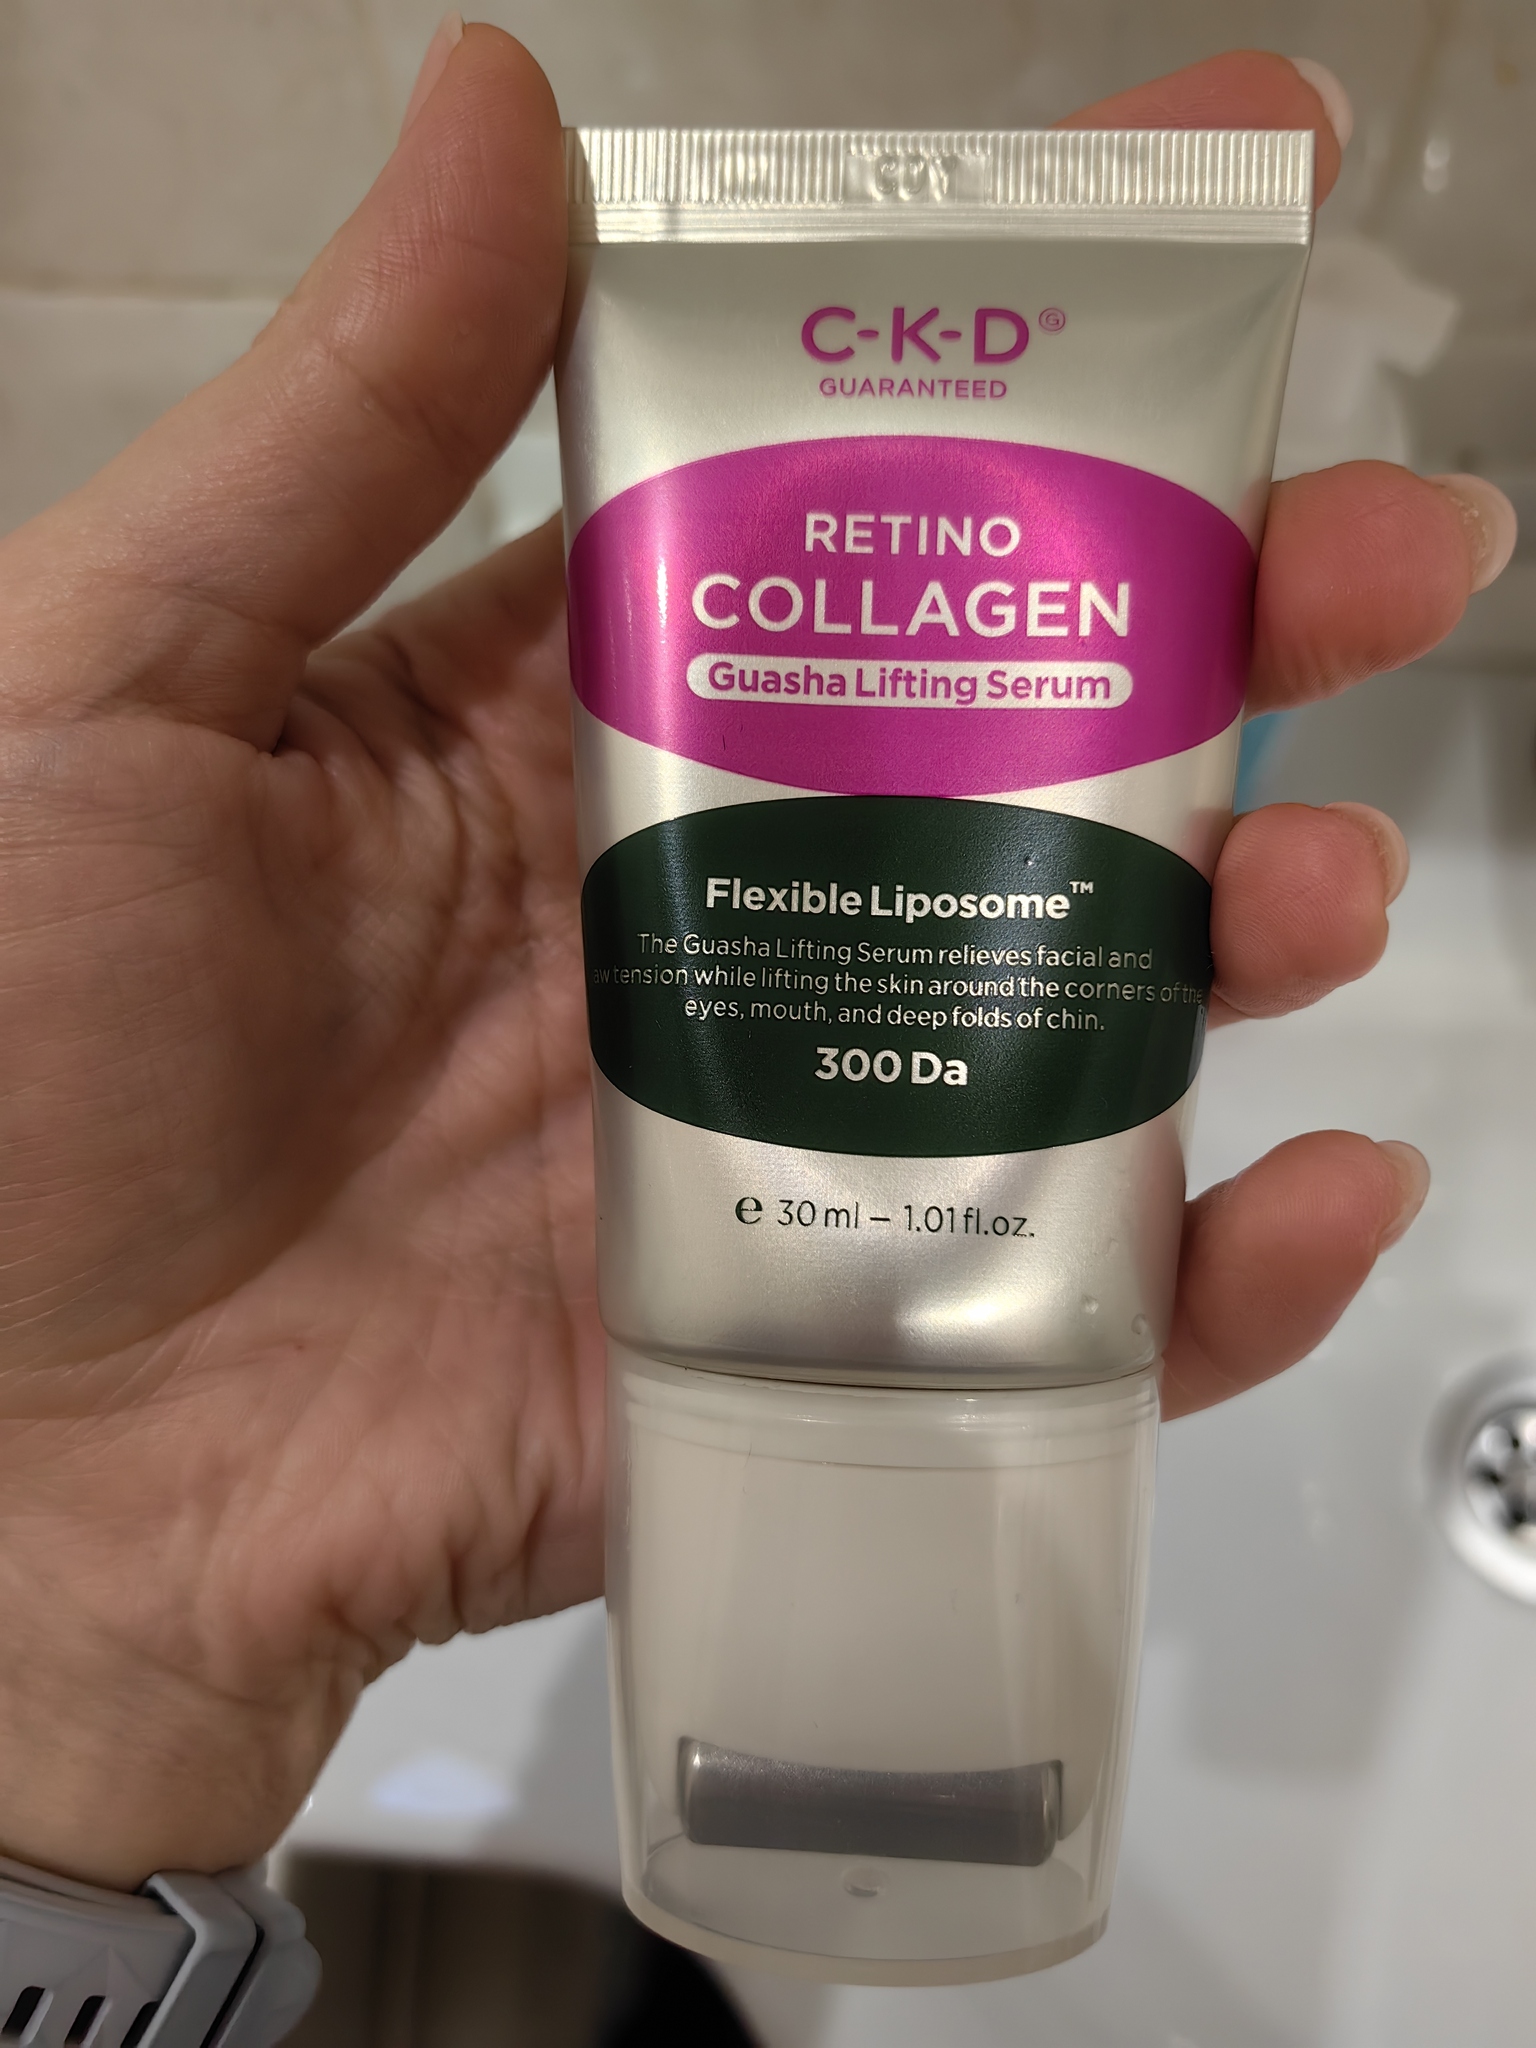 C-K-D
GUARANTEED
RETINO
COLLAGEN
Guasha Lifting Serum
Flexible Liposome™
The Guasha Lifting Serum relieves facial and
tension while lifting the skin around the corners of the
eyes, mouth, and deep folds of chin.
300 Da
℮ 30 ml – 1.01 fl.oz.